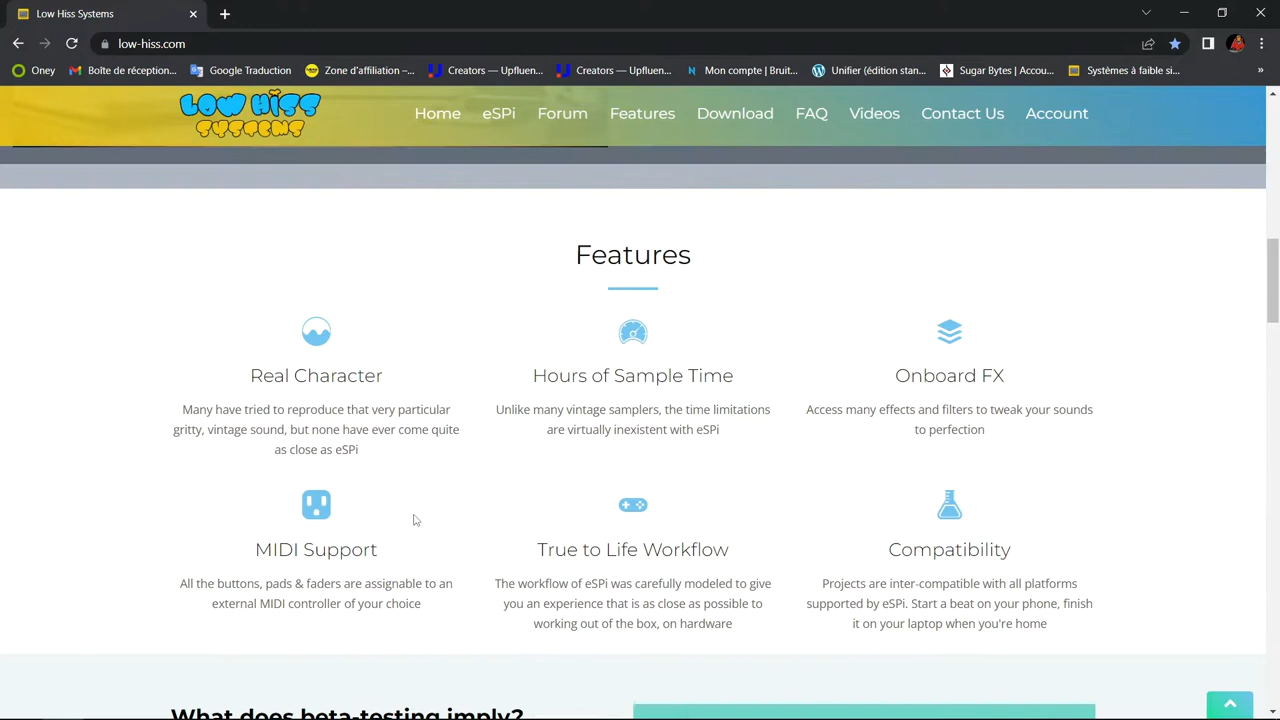 Low Hiss Systems
low-hiss.com
Oney
Boîte de réception...
Google Traduction
Zone d'affiliation –...
Creators — Upfluen...
Creators — Upfluen...
Mon compte | Bruit...
Unifier (édition stan...
Sugar Bytes | Accou...
Systèmes à faible si...
»
LOW HISS
SYSTEMS
Home eSPi Forum Features Download FAQ Videos Contact Us Account
Features
Real Character
Many have tried to reproduce that very particular
gritty, vintage sound, but none have ever come quite
as close as eSPi
Hours of Sample Time
Unlike many vintage samplers, the time limitations
are virtually inexistent with eSPi
Onboard FX
Access many effects and filters to tweak your sounds
to perfection
MIDI Support
All the buttons, pads & faders are assignable to an
external MIDI controller of your choice
True to Life Workflow
The workflow of eSPi was carefully modeled to give
you an experience that is as close as possible to
working out of the box, on hardware
Compatibility
Projects are inter-compatible with all platforms
supported by eSPi. Start a beat on your phone, finish
it on your laptop when you're home
What does beta-testing imply?